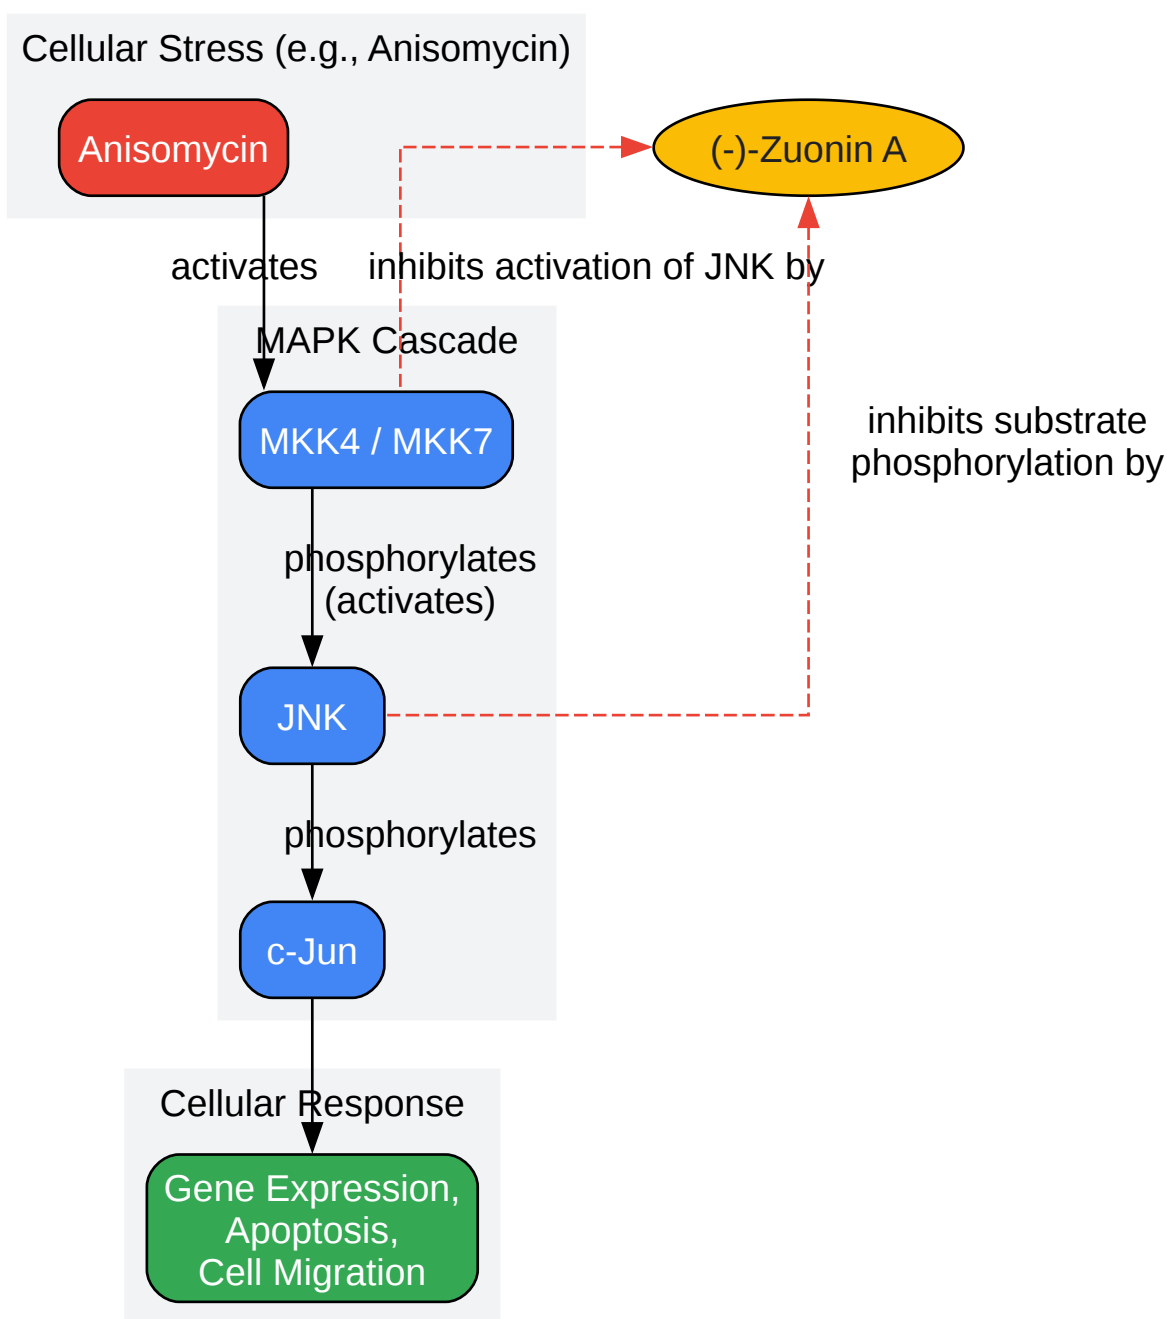 Cellular Stress (e.g., Anisomycin)
Anisomycin
(-)-Zuonin A
activates
inhibits activation of JNK by
MAPK Cascade
MKK4 / MKK7
inhibits substrate
phosphorylation by
phosphorylates
(activates)
JNK
phosphorylates
c-Jun
Cellular Response
Gene Expression,
Apoptosis,
Cell Migration